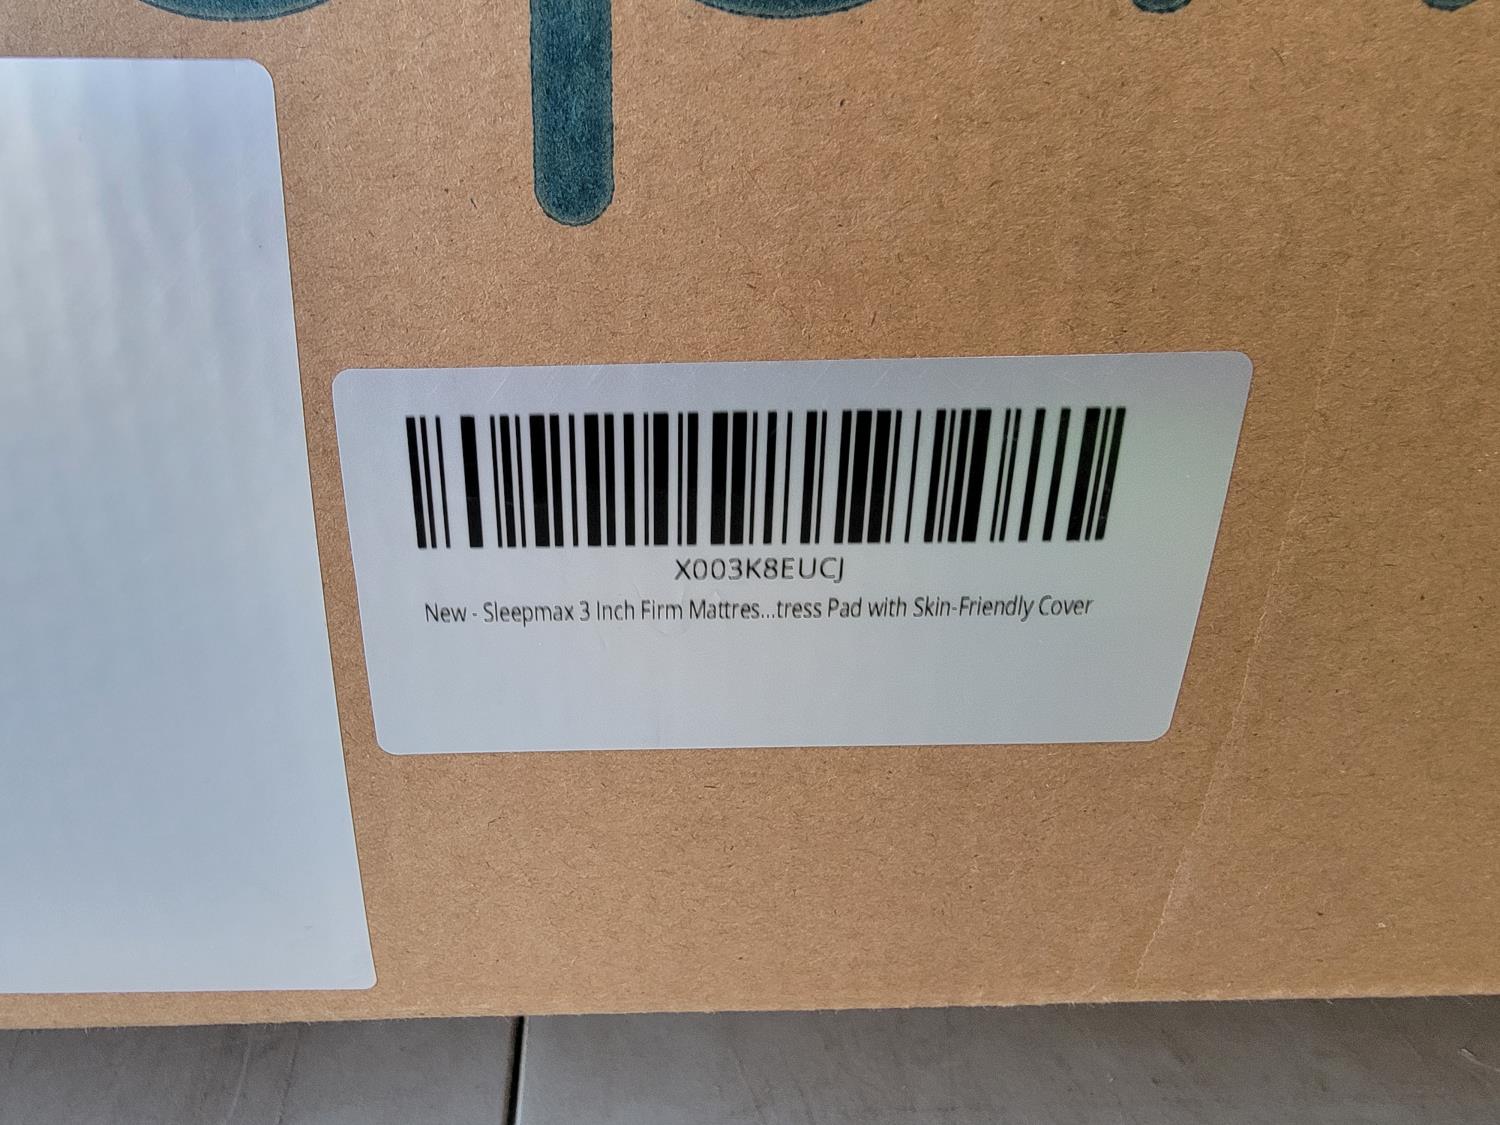 X003K8EUCJ
New - Sleepmax 3 Inch Firm Mattres...tress Pad with Skin-Friendly Cover